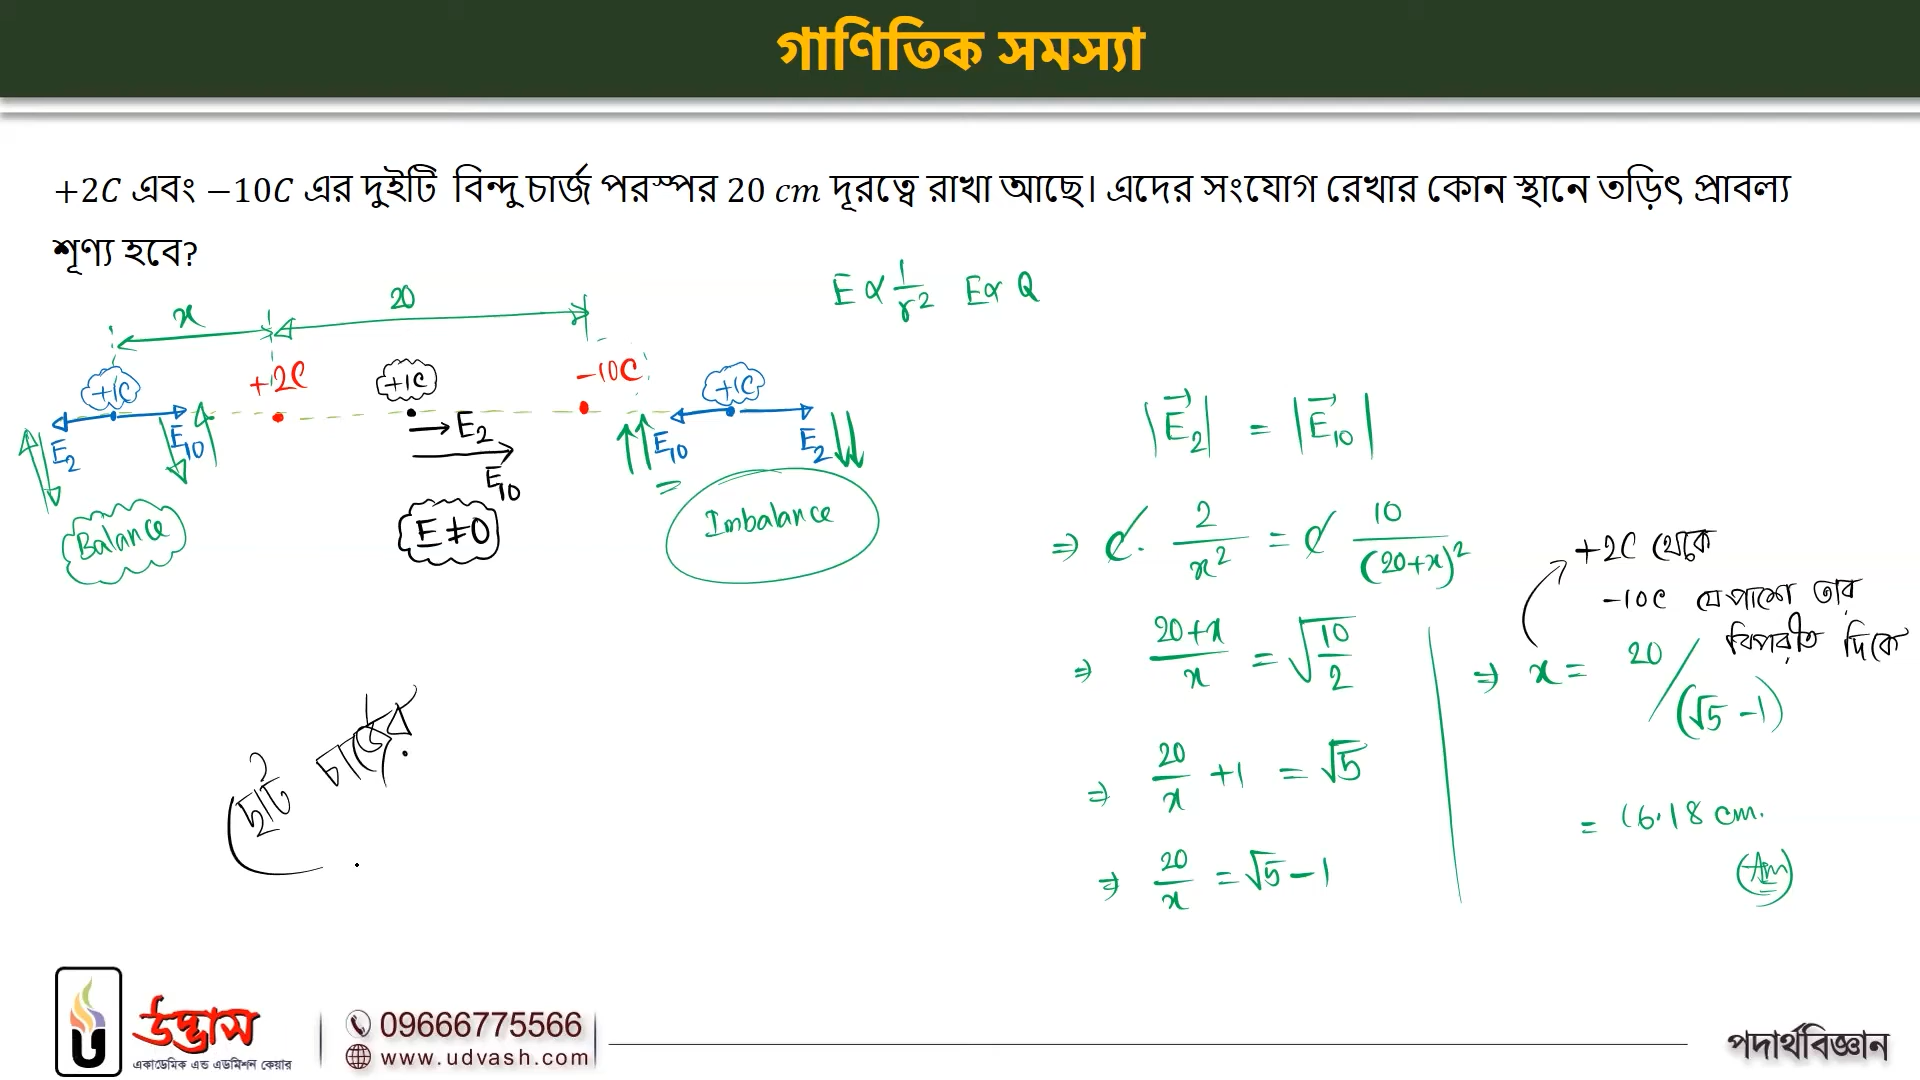 গাণিতিক সমস্যা
+2C এবং −10C এর দুইটি বিন্দু চার্জ পরস্পর 20 cm দূরত্বে রাখা আছে। এদের সংযোগ রেখার কোন স্থানে তড়িৎ প্রাবল্য
শূণ্য হবে?
E ∝ 1/r² E ∝ Q
x 20
+1C +2C +1C −10C +1C
E₂ E₁₀ E₂ E₁₀ E₂
E₁₀
Balance E ≠ 0 Imbalance
|E⃗₂| = |E⃗₁₀|
⇒ C. 2/x² = C 10/(20+x)²
⇒ (20+x)/x = √(10/2)
⇒ 20/x + 1 = √5
⇒ 20/x = √5 − 1
+2C থেকে
−10C যেপাশে তার
বিপরীত দিকে
⇒ x = 20/(√5 − 1)
= 16.18 cm.
(Ans)
ছোট চার্জের
উদ্ভাস
একাডেমিক এন্ড এডমিশন কেয়ার
09666775566
www.udvash.com
পদার্থবিজ্ঞান